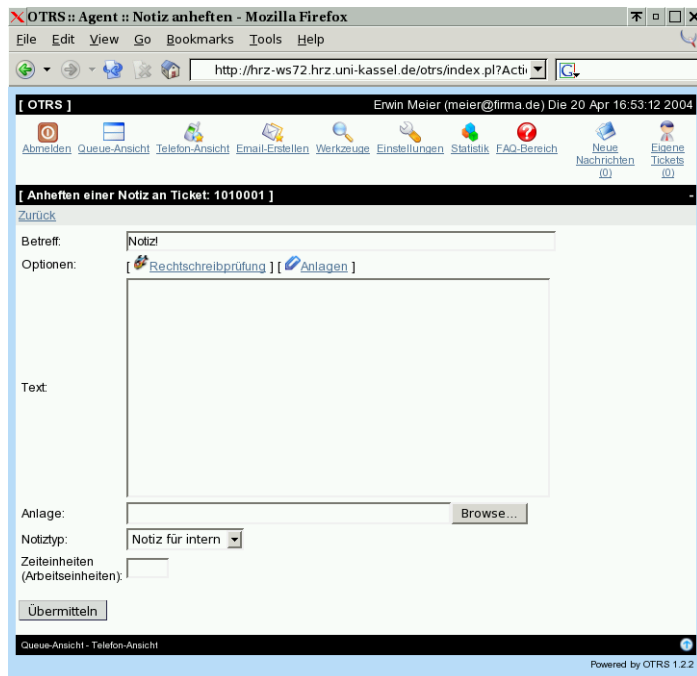 OTRS :: Agent :: Notiz anheften - Mozilla Firefox
File Edit View Go Bookmarks Tools Help
http://hrz-ws72.hrz.uni-kassel.de/otrs/index.pl?Acti
[ OTRS ] Erwin Meier (meier@firma.de) Die 20 Apr 16:53:12 2004
Abmelden Queue-Ansicht Telefon-Ansicht Email-Erstellen Werkzeuge Einstellungen Statistik FAQ-Bereich Neue Eigene
Nachrichten Tickets
(0) (0)
[ Anheften einer Notiz an Ticket: 1010001 ] -
Zurück
Betreff: Notiz!
Optionen: [ Rechtschreibprüfung ] [ Anlagen ]
Text:
Anlage: Browse...
Notiztyp: Notiz für intern
Zeiteinheiten
(Arbeitseinheiten):
Übermitteln
Queue-Ansicht - Telefon-Ansicht
Powered by OTRS 1.2.2